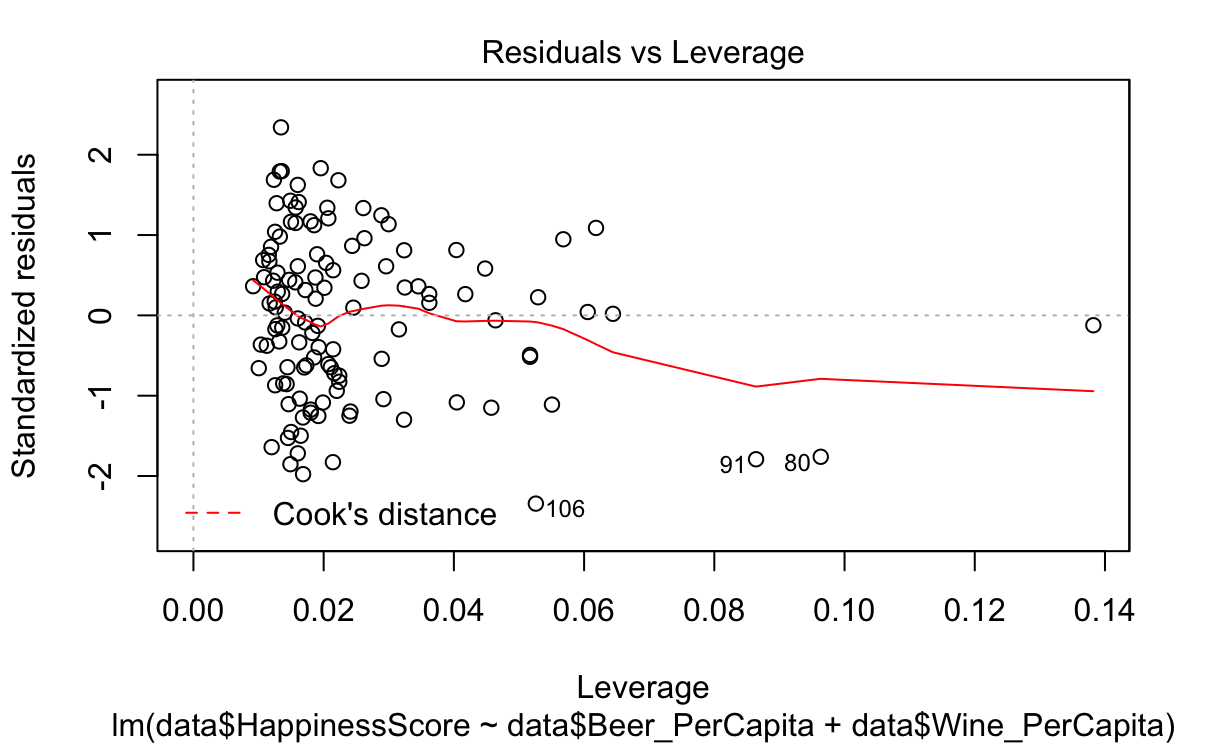 Residuals vs Leverage
Standardized residuals
2
1
0
-1
-2
91
80
106
Cook's distance
0.00 0.02 0.04 0.06 0.08 0.10 0.12 0.14
Leverage
lm(data$HappinessScore ~ data$Beer_PerCapita + data$Wine_PerCapita)